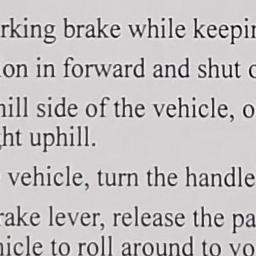 rking brake while keepin
on in forward and shut o
hill side of the vehicle, o
ht uphill.
vehicle, turn the handle
rake lever, release the pa
hicle to roll around to yo